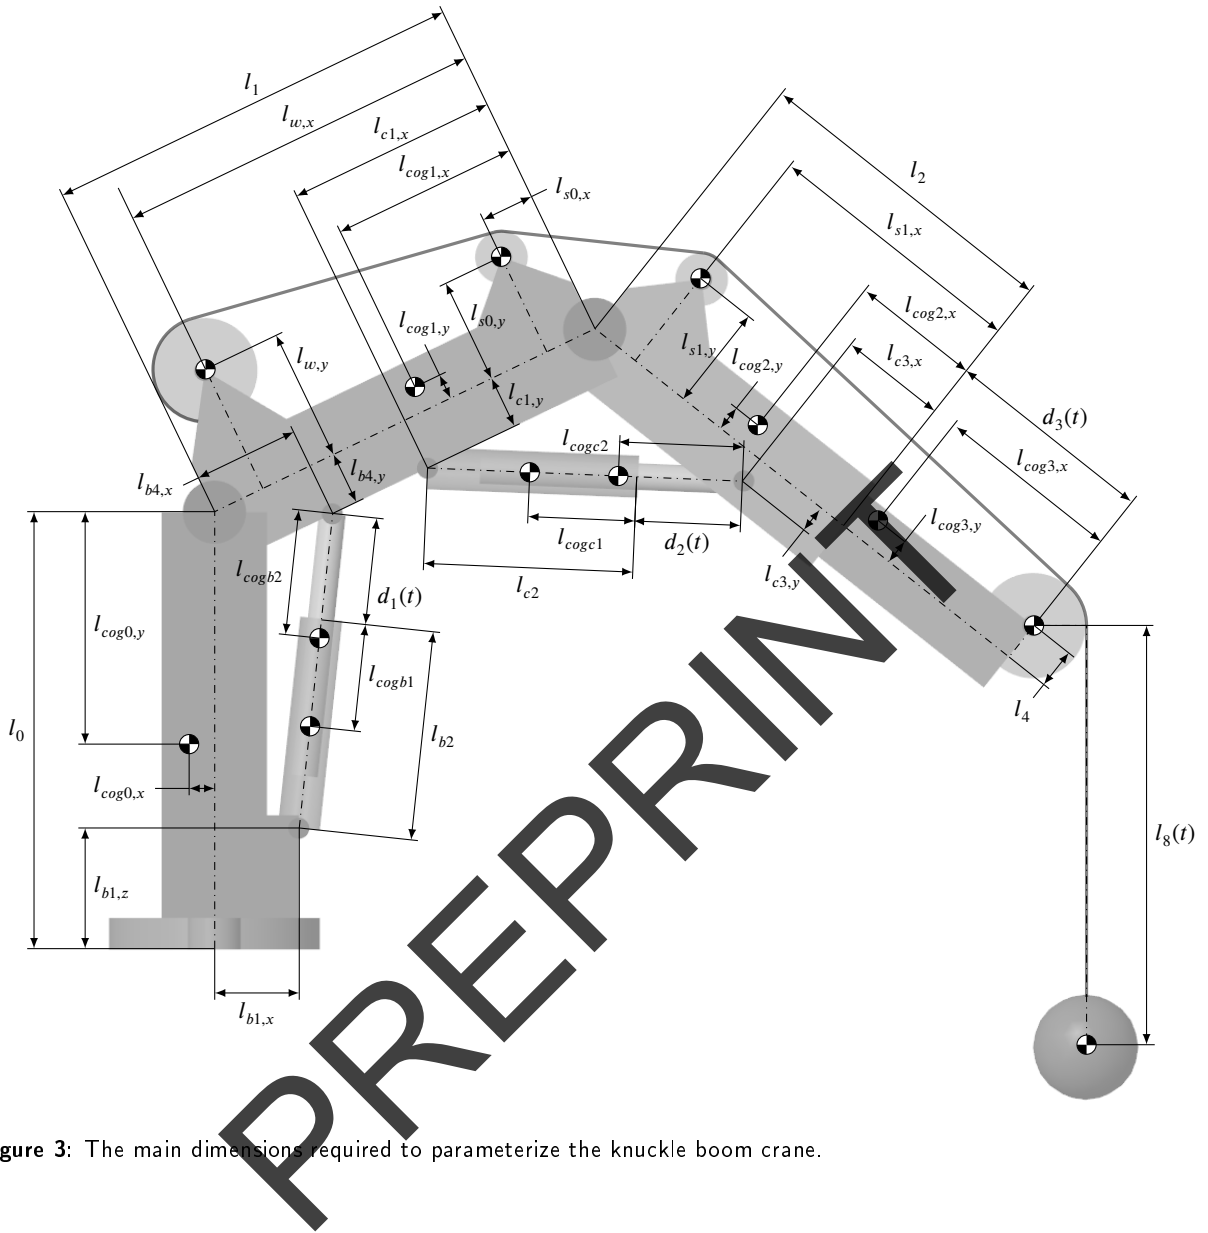 l1
lw,x
lc1,x
lcog1,x
ls0,x
l2
ls1,x
lcog2,x
lc3,x
d3(t)
lcog3,x
ls0,y
lcog1,y
lw,y
lc1,y
ls1,y
lcog2,y
lb4,x
lb4,y
lcogc2
lcogc1
d2(t)
lc2
lc3,y
lcog3,y
lcogb2
d1(t)
lcog0,y
lcogb1
l4
l0
lb2
lcog0,x
l8(t)
lb1,z
lb1,x
PREPRIN
gure 3: The main dimensions required to parameterize the knuckle boom crane.